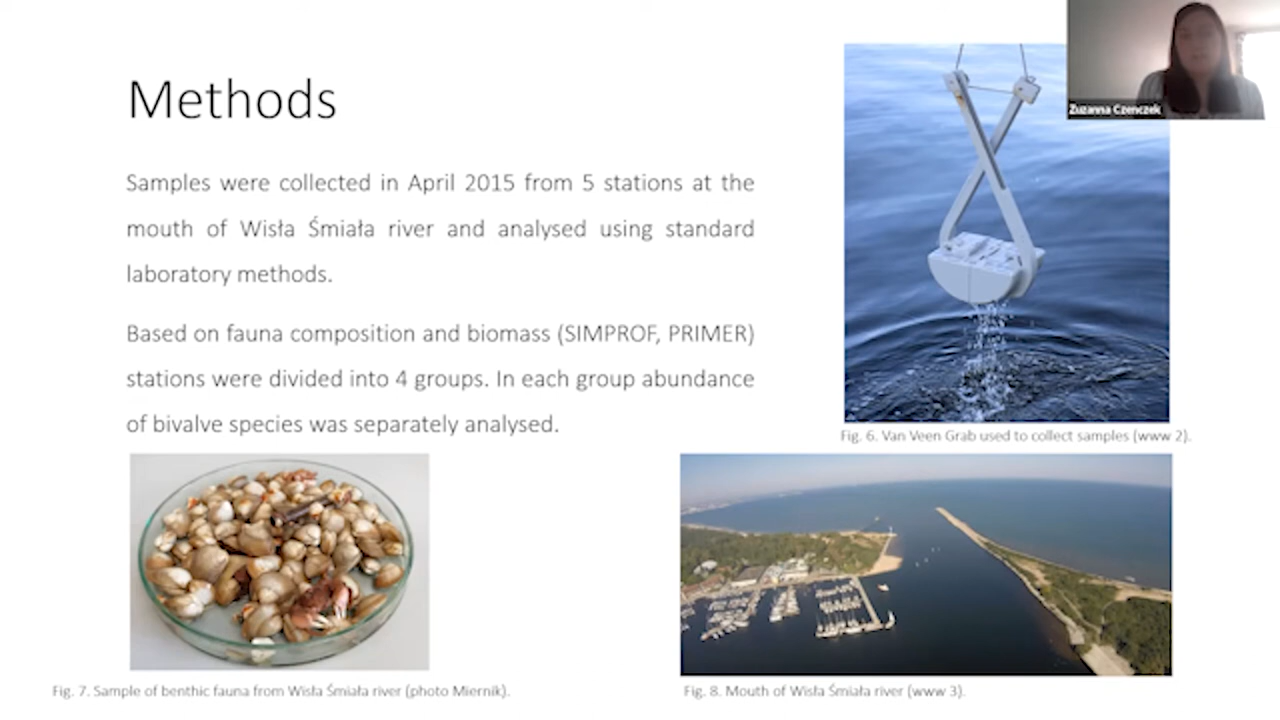 Methods
Samples were collected in April 2015 from 5 stations at the
mouth of Wisła Śmiała river and analysed using standard
laboratory methods.
Based on fauna composition and biomass (SIMPROF, PRIMER)
stations were divided into 4 groups. In each group abundance
of bivalve species was separately analysed.
Zuzanna Czenczek
Fig. 6. Van Veen Grab used to collect samples (www 2).
Fig. 7. Sample of benthic fauna from Wisła Śmiała river (photo Miernik).
Fig. 8. Mouth of Wisła Śmiała river (www 3).